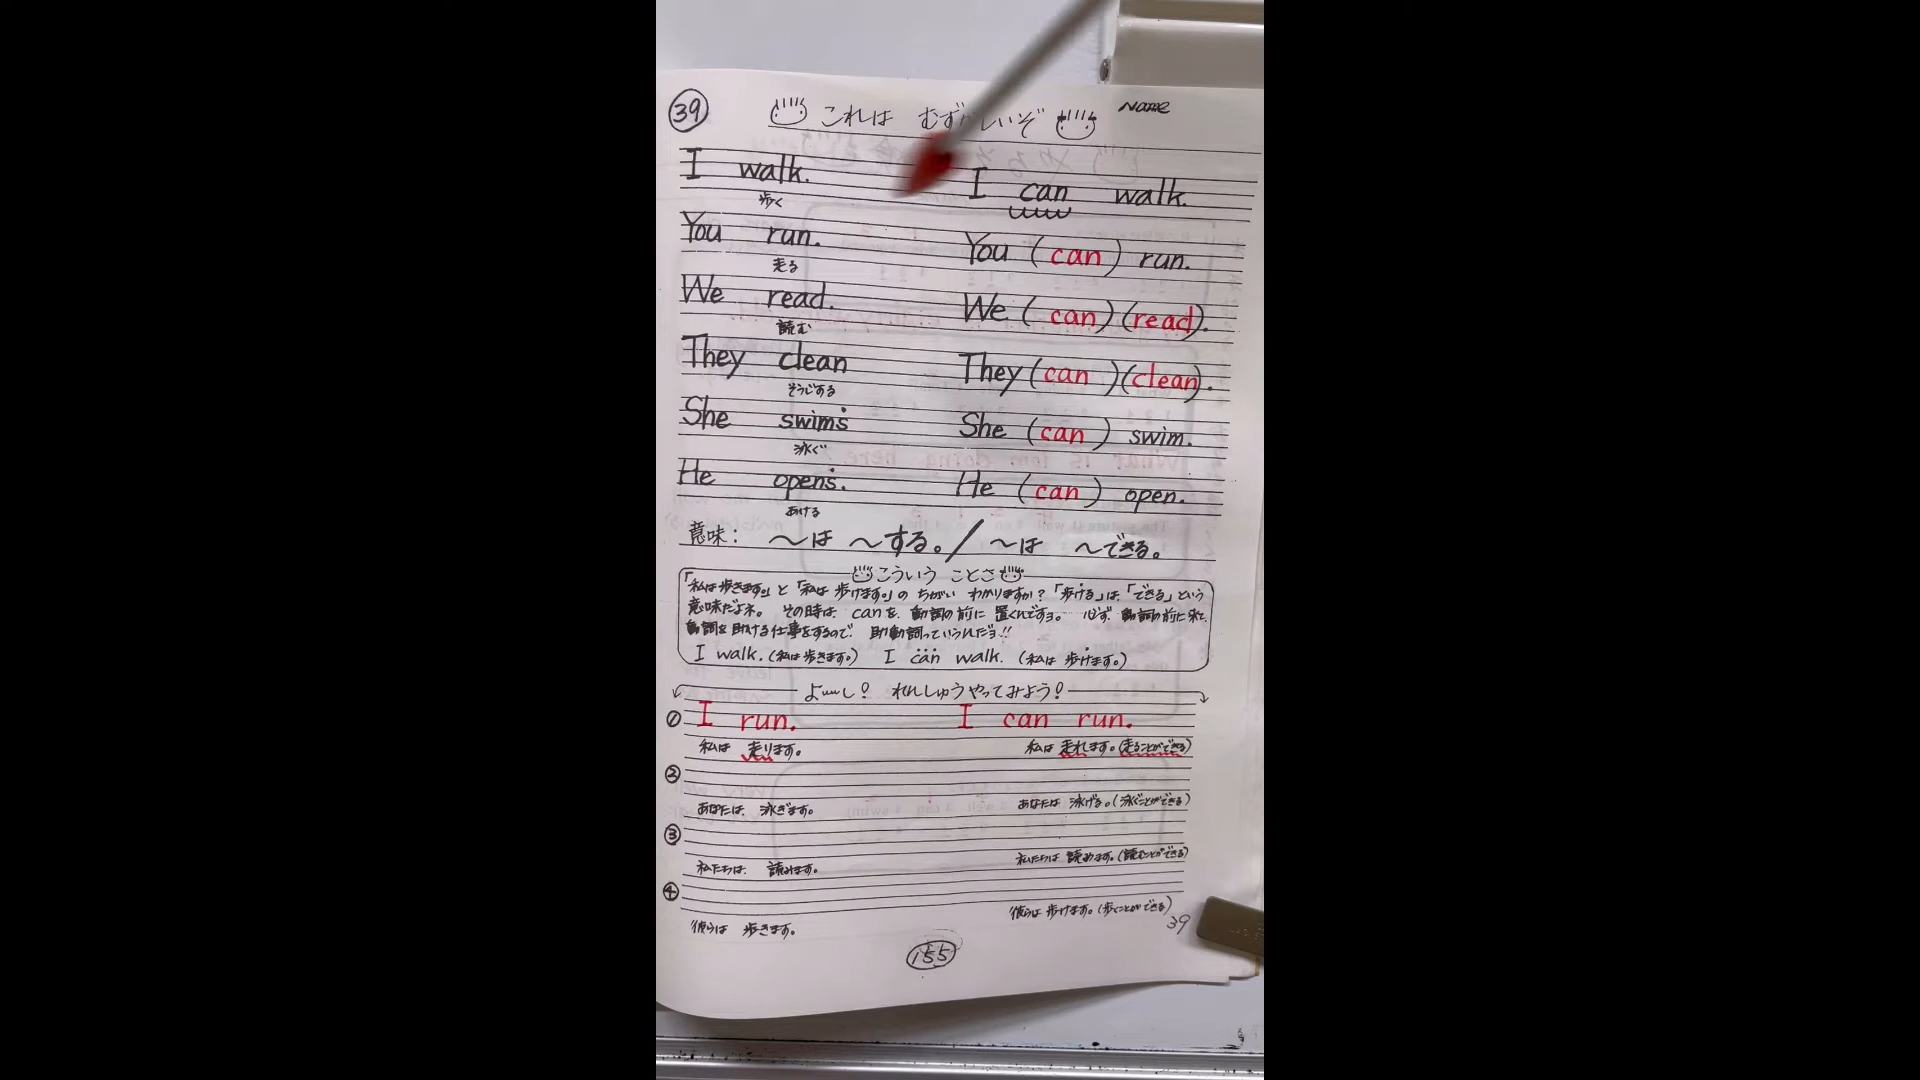 39 これは むずかしいぞ NAME
I walk. I can walk.
歩く
You run. You ( can ) run.
走る
We read. We ( can ) (read).
読む
They clean They (can ) (clean).
そうじする
She swims She (can ) swim.
泳ぐ
He opens. He (can ) open.
あける
意味: 〜は 〜する。/ 〜は 〜できる。
こういう ことさ
「私は歩きます。」と「私は 歩けます。」の ちがい わかりますか?「歩ける」は、「できる」という
意味だよネ。 その時は、canを、動詞の前に 置くんですョ。 必ず、動詞の前に来て、
動詞を助ける仕事をするので、 助動詞っていうんだヨ!!
I walk. (私は歩きます。) I can walk. (私は 歩けます。)
よーし! れんしゅうやってみよう!
① I run. I can run.
私は 走ります。 私は 走れます。(走ることができる)
②
あなたは 泳ぎます。 あなたは 泳げる。(泳ぐことができる)
③
私たちは 読みます。 私たちは 読めます。(読むことができる)
④
彼らは 歩きます。 彼らは 歩けます。(歩くことができる)
39
155